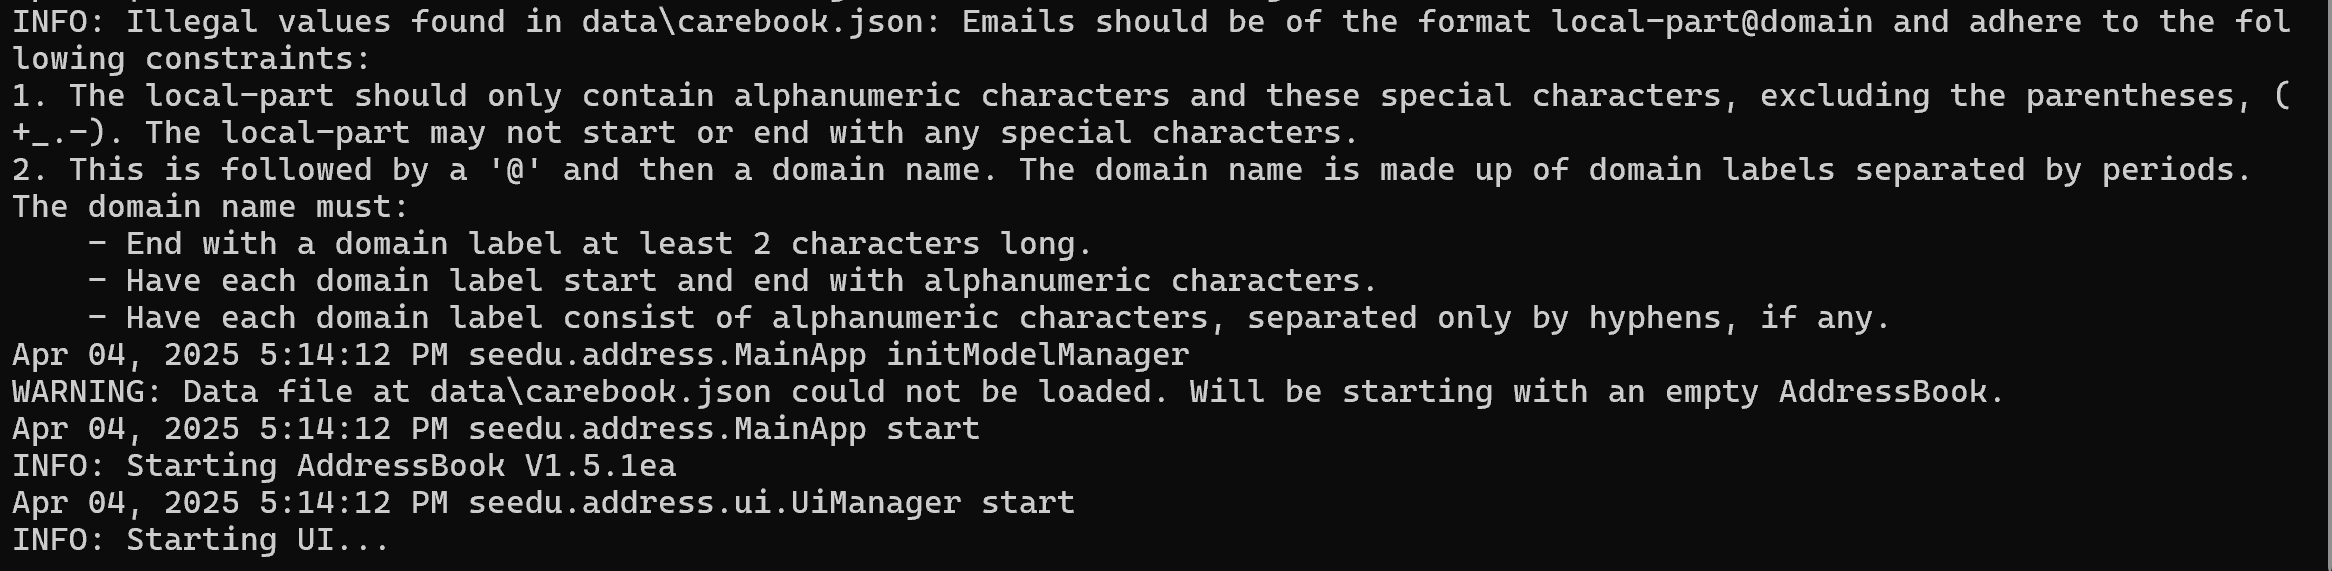 INFO: Illegal values found in data\carebook.json: Emails should be of the format local-part@domain and adhere to the fol
lowing constraints:
1. The local-part should only contain alphanumeric characters and these special characters, excluding the parentheses, (
+_.-). The local-part may not start or end with any special characters.
2. This is followed by a '@' and then a domain name. The domain name is made up of domain labels separated by periods.
The domain name must:
    - End with a domain label at least 2 characters long.
    - Have each domain label start and end with alphanumeric characters.
    - Have each domain label consist of alphanumeric characters, separated only by hyphens, if any.
Apr 04, 2025 5:14:12 PM seedu.address.MainApp initModelManager
WARNING: Data file at data\carebook.json could not be loaded. Will be starting with an empty AddressBook.
Apr 04, 2025 5:14:12 PM seedu.address.MainApp start
INFO: Starting AddressBook V1.5.1ea
Apr 04, 2025 5:14:12 PM seedu.address.ui.UiManager start
INFO: Starting UI...